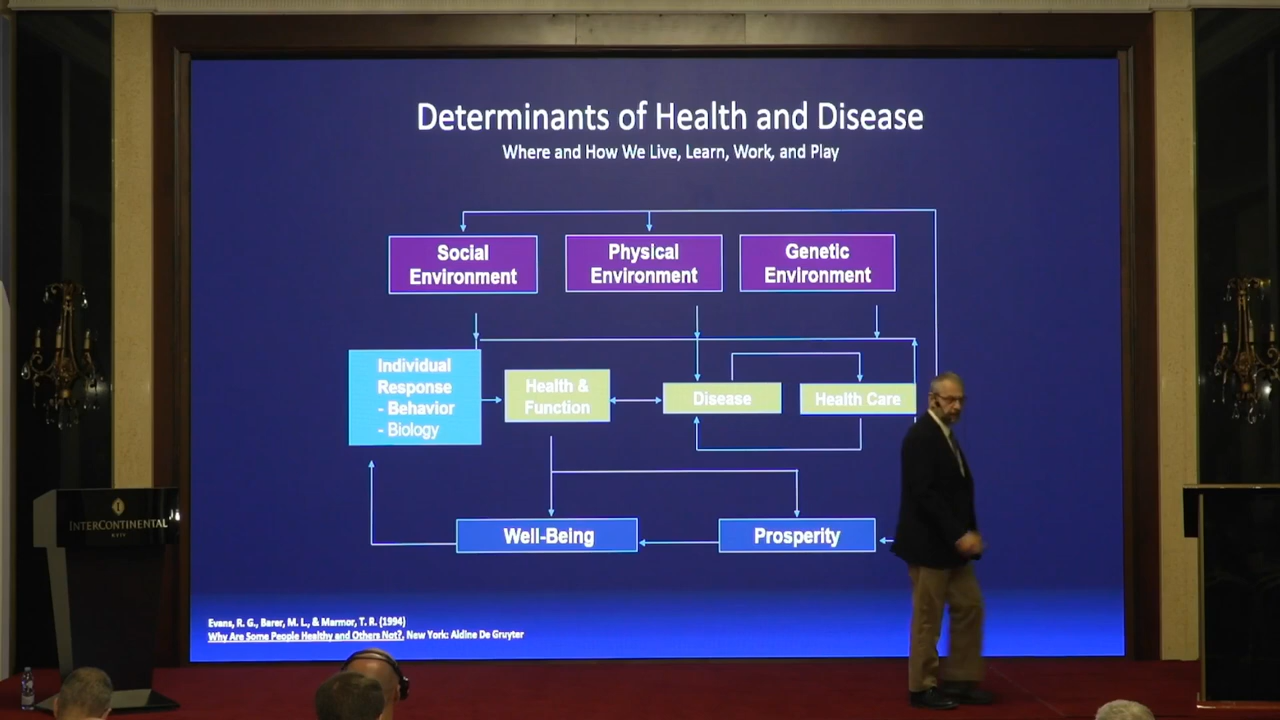 Determinants of Health and Disease
Where and How We Live, Learn, Work, and Play
Social
Environment
Physical
Environment
Genetic
Environment
Individual
Response
- Behavior
- Biology
Health &
Function
Disease
Health Care
Well-Being
Prosperity
INTERCONTINENTAL
KYIV
Evans, R. G., Barer, M. L., & Marmor, T. R. (1994)
Why Are Some People Healthy and Others Not?, New York: Aldine De Gruyter